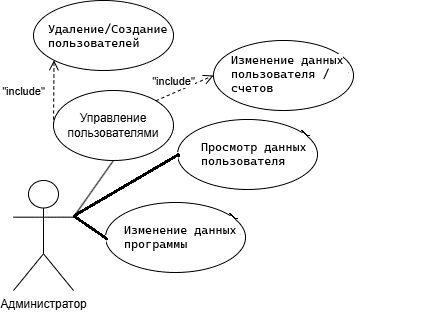 Удаление/Создание
пользователей
"include"
"include"
Изменение данных
пользователя /
счетов
Управление
пользователями
Просмотр данных
пользователя
Изменение данных
программы
Администратор